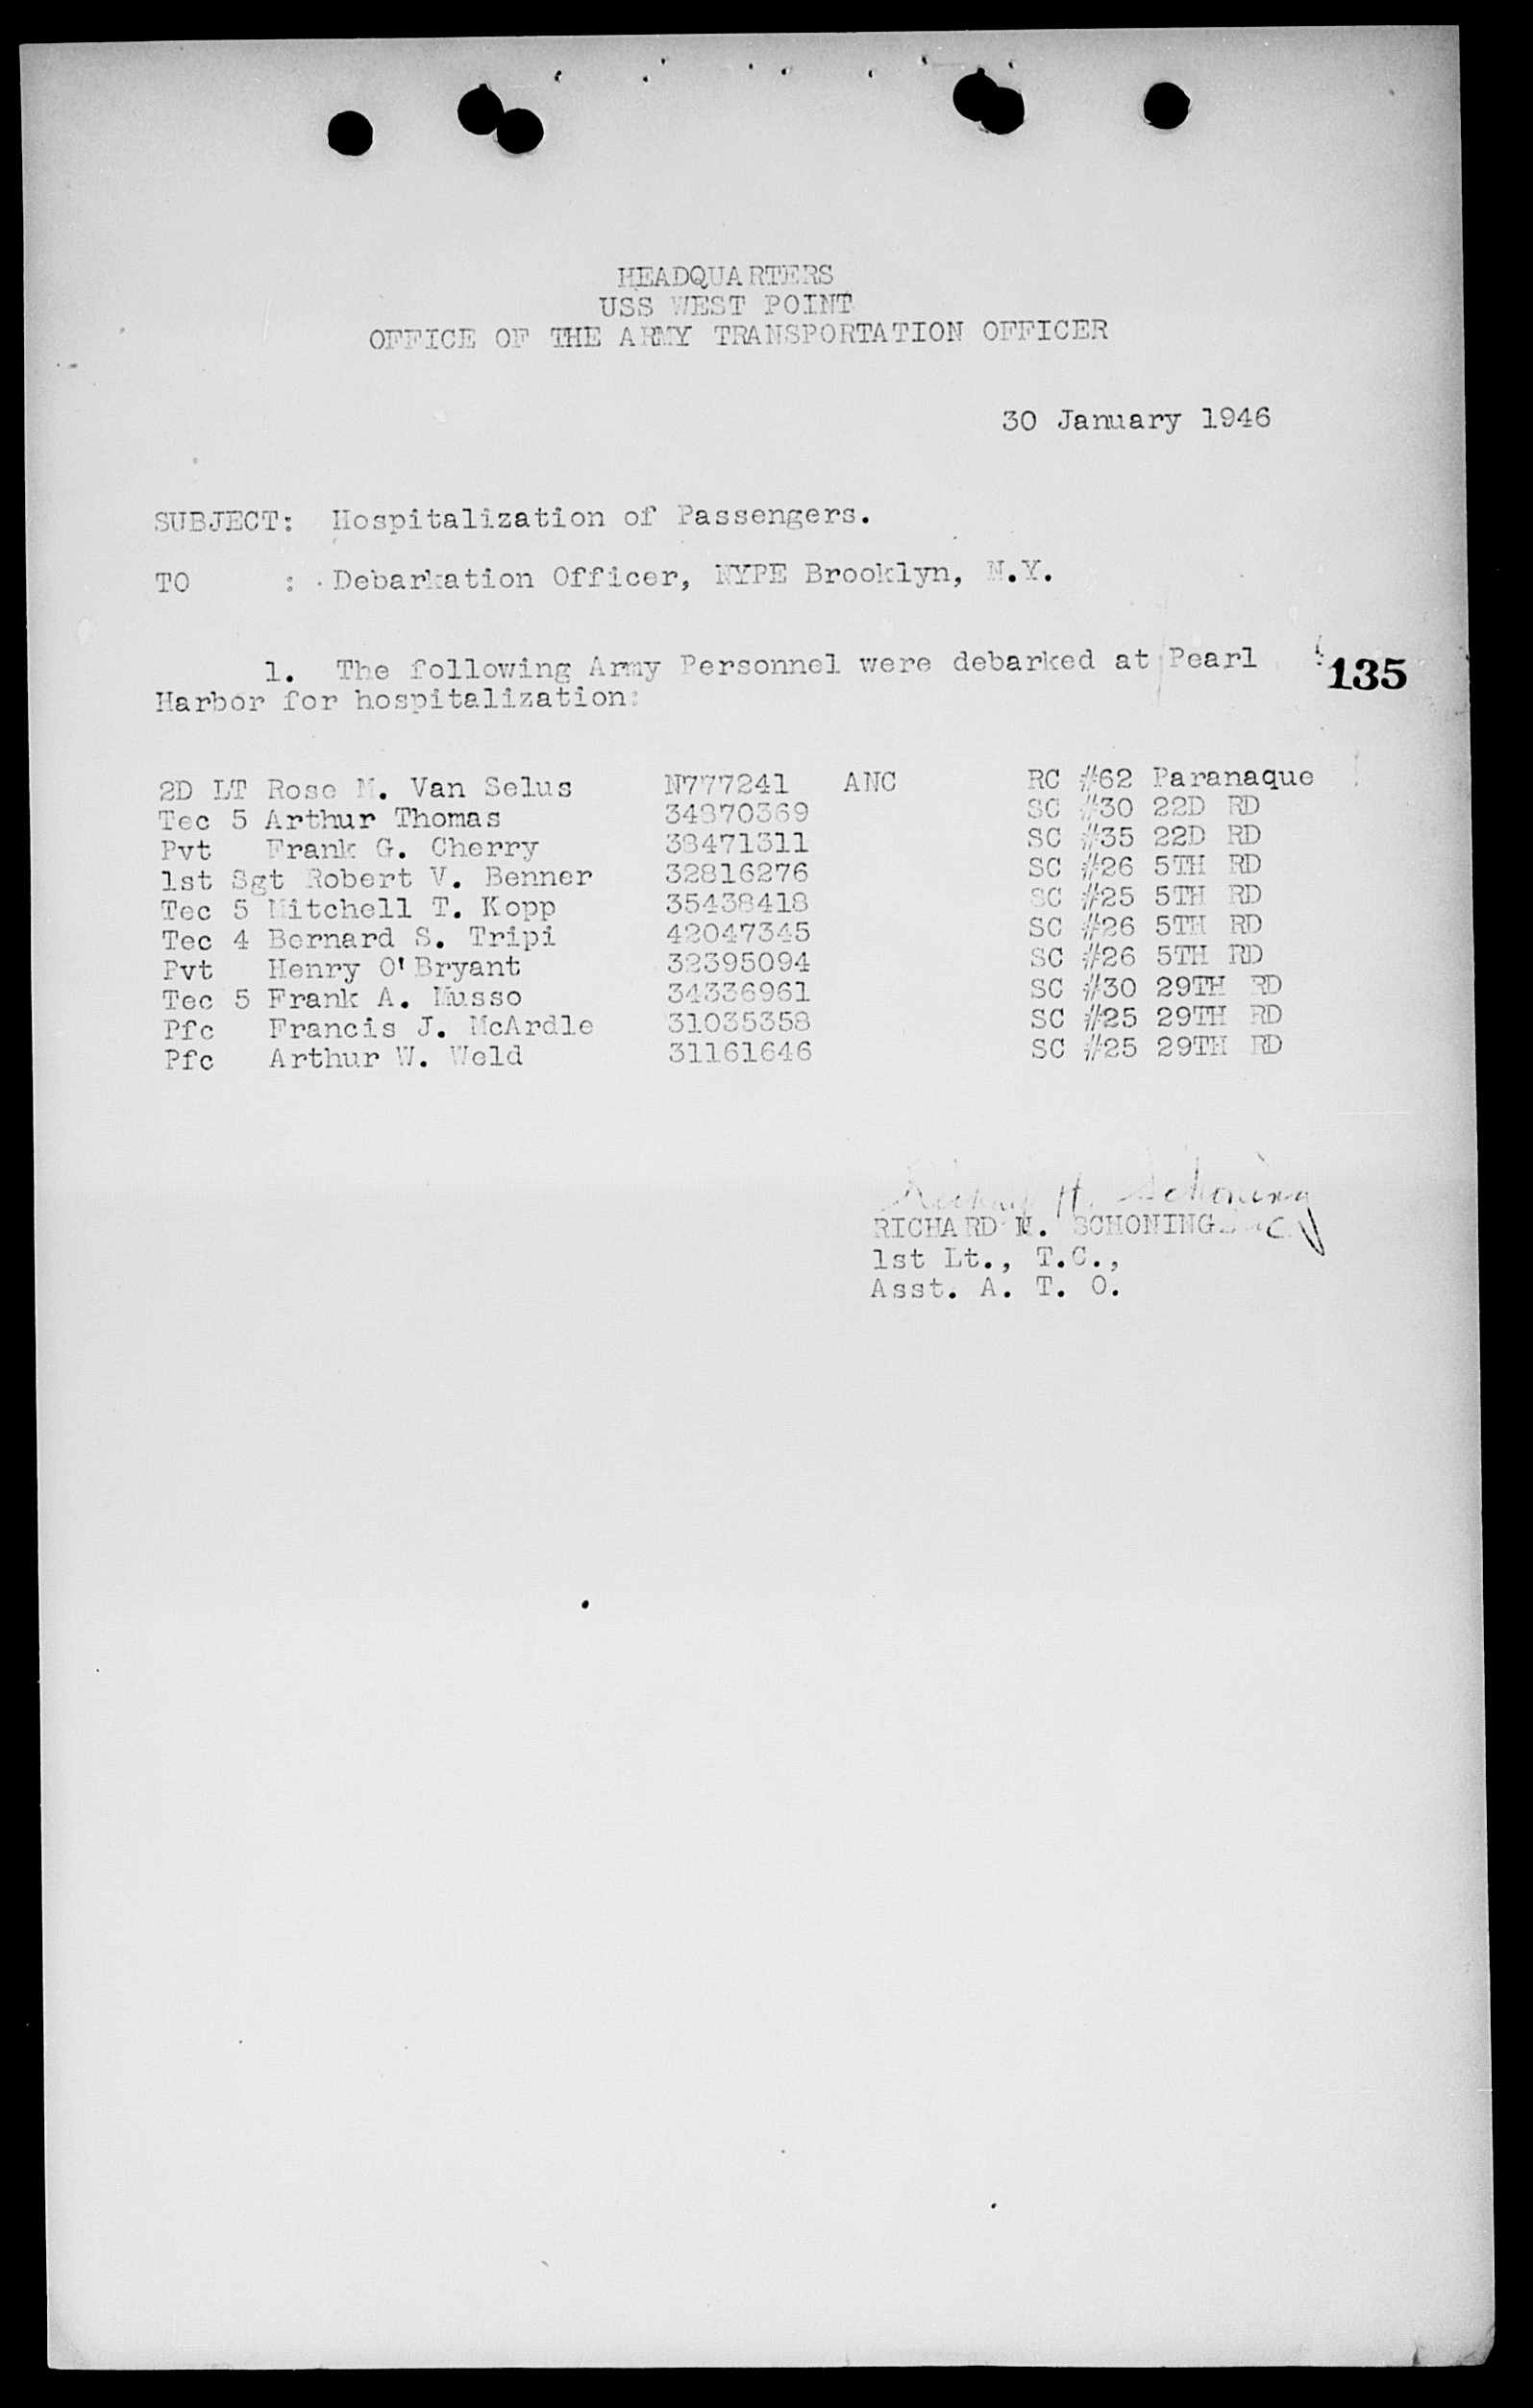 HEADQUARTERS
USS WEST POINT
OFFICE OF THE ARMY TRANSPORTATION OFFICER
30 January 1946
SUBJECT: Hospitalization of Passengers.
TO : Debarkation Officer, NYPE Brooklyn, N.Y.
1. The following Army Personnel were debarked at Pearl
135
Harbor for hospitalization:
2D LT Rose M. Van Selus N777241 ANC RC #62 Paranaque
Tec 5 Arthur Thomas 34870369 SC #30 22D RD
Pvt Frank G. Cherry 38471311 SC #35 22D RD
1st Sgt Robert V. Benner 32816276 SC #26 5TH RD
Tec 5 Mitchell T. Kopp 35438418 SC #25 5TH RD
Tec 4 Bernard S. Tripi 42047345 SC #26 5TH RD
Pvt Henry O'Bryant 32395094 SC #26 5TH RD
Tec 5 Frank A. Musso 34336961 SC #30 29TH RD
Pfc Francis J. McArdle 31035358 SC #25 29TH RD
Pfc Arthur W. Weld 31161646 SC #25 29TH RD
Richard H. Schoning
RICHARD H. SCHONING
1st Lt., T.C.,
Asst. A. T. O.